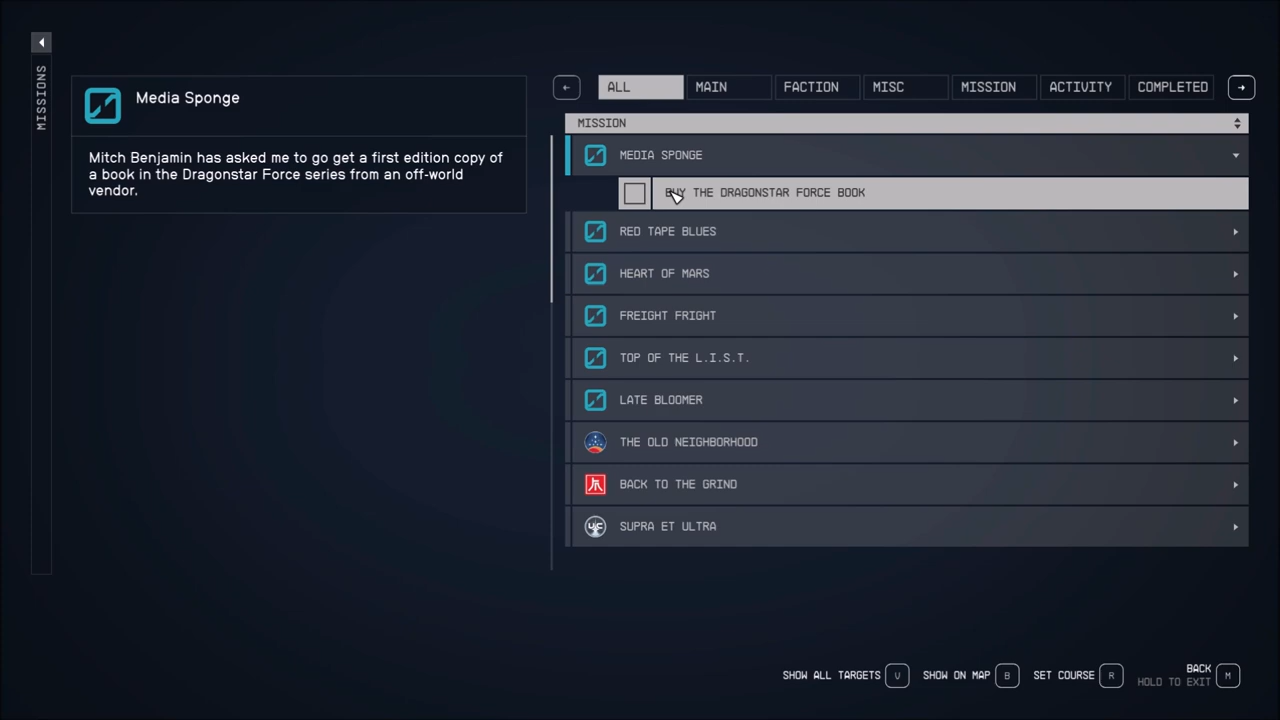 MISSIONS
Media Sponge
Mitch Benjamin has asked me to go get a first edition copy of
a book in the Dragonstar Force series from an off-world
vendor.
ALL
MAIN
FACTION
MISC
MISSION
ACTIVITY
COMPLETED
MISSION
MEDIA SPONGE
BUY THE DRAGONSTAR FORCE BOOK
RED TAPE BLUES
HEART OF MARS
FREIGHT FRIGHT
TOP OF THE L.I.S.T.
LATE BLOOMER
THE OLD NEIGHBORHOOD
BACK TO THE GRIND
UC
SUPRA ET ULTRA
SHOW ALL TARGETS V
SHOW ON MAP B
SET COURSE R
BACK
HOLD TO EXIT M